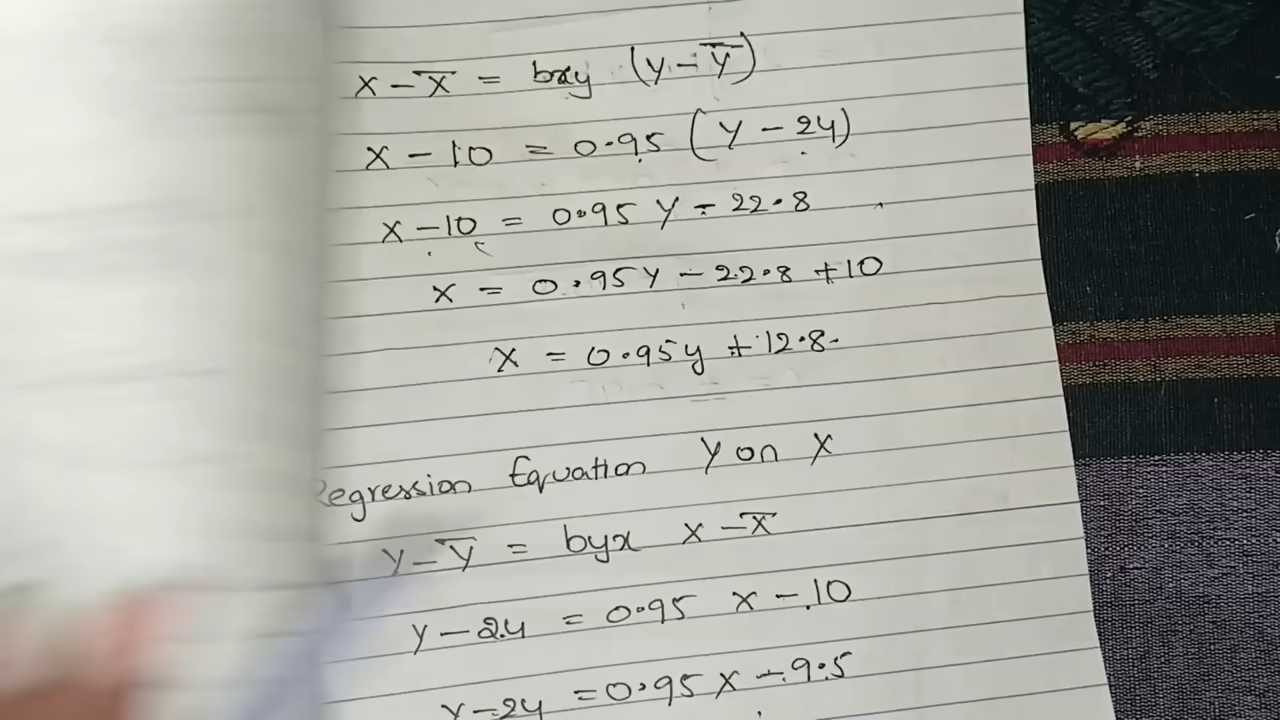 x - x̅ = bxy (y - y̅)
x - 10 = 0.95 (y - 24)
x - 10 = 0.95 y - 22.8
x = 0.95 y - 22.8 + 10
x = 0.95 y + 12.8
Regression Equation Y on X
y - y̅ = byx x - x̅
y - 24 = 0.95 x - 10
y - 24 = 0.95 x - 9.5